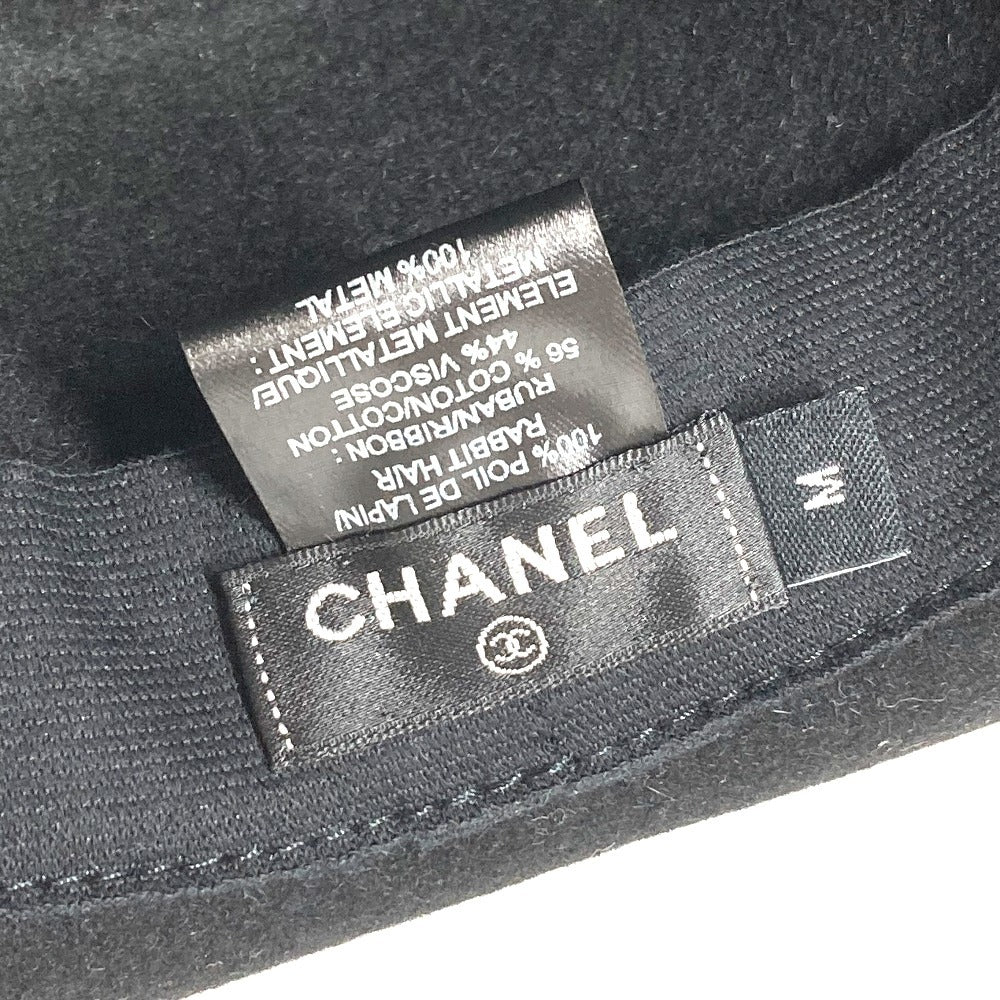 100% POIL DE LAPIN/
RABBIT HAIR
RUBAN/RIBBON :
56 % COTON/COTTON
44% VISCOSE
ELEMENT METALLIQUE/
METALLIC ELEMENT :
100% METAL
CHANEL
M